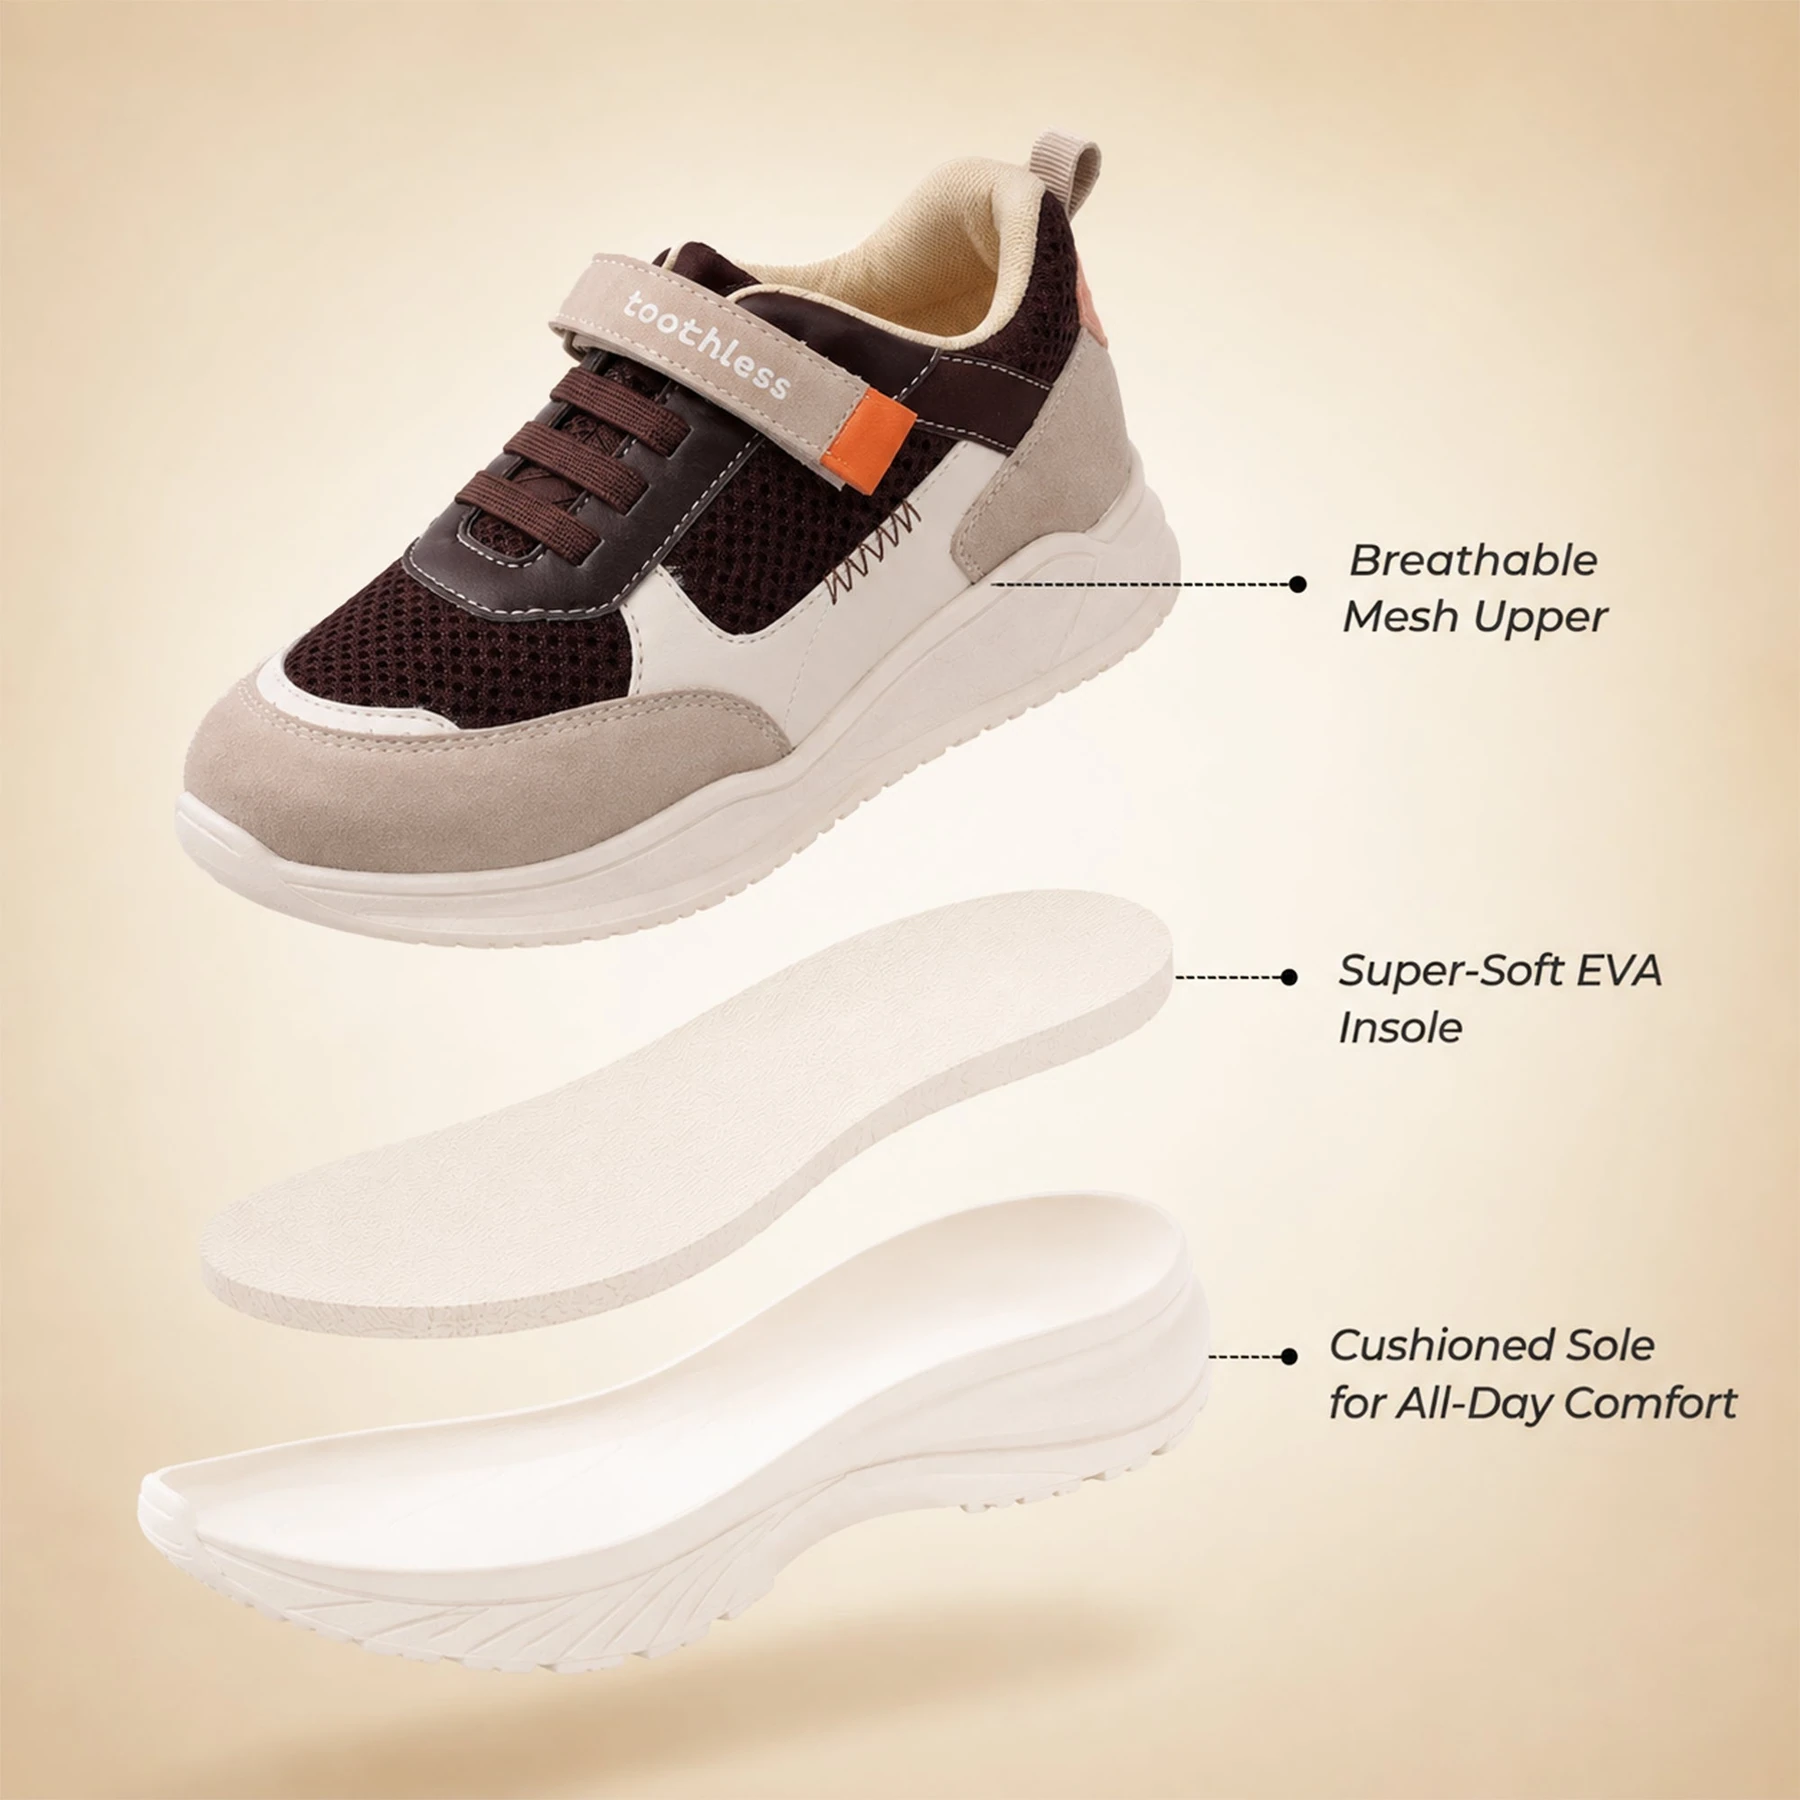 toothless
Breathable
Mesh Upper
Super-Soft EVA
Insole
Cushioned Sole
for All-Day Comfort